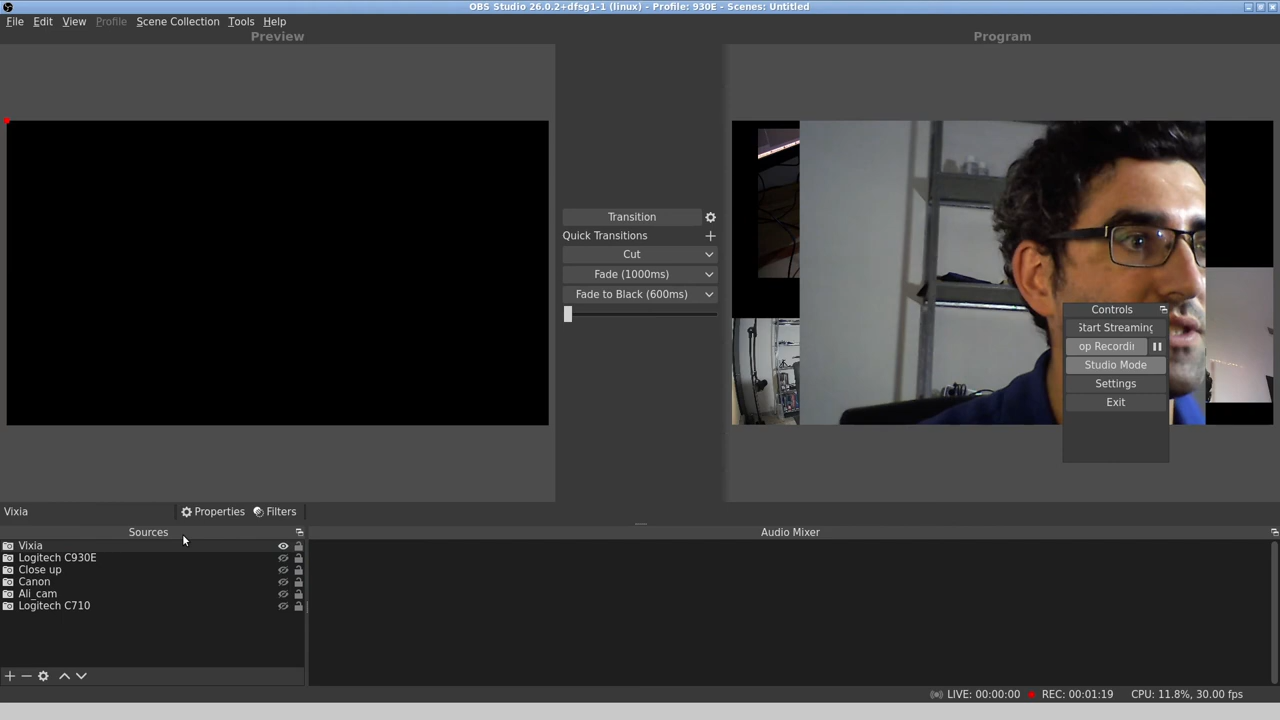 OBS Studio 26.0.2+dfsg1-1 (linux) - Profile: 930E - Scenes: Untitled
File Edit View Profile Scene Collection Tools Help
Preview
Program
Transition
Quick Transitions
Cut
Fade (1000ms)
Fade to Black (600ms)
Controls
Start Streaming
op Recordi
Studio Mode
Settings
Exit
Vixia Properties Filters
Sources
Audio Mixer
Vixia
Logitech C930E
Close up
Canon
Ali_cam
Logitech C710
LIVE: 00:00:00 REC: 00:01:19 CPU: 11.8%, 30.00 fps